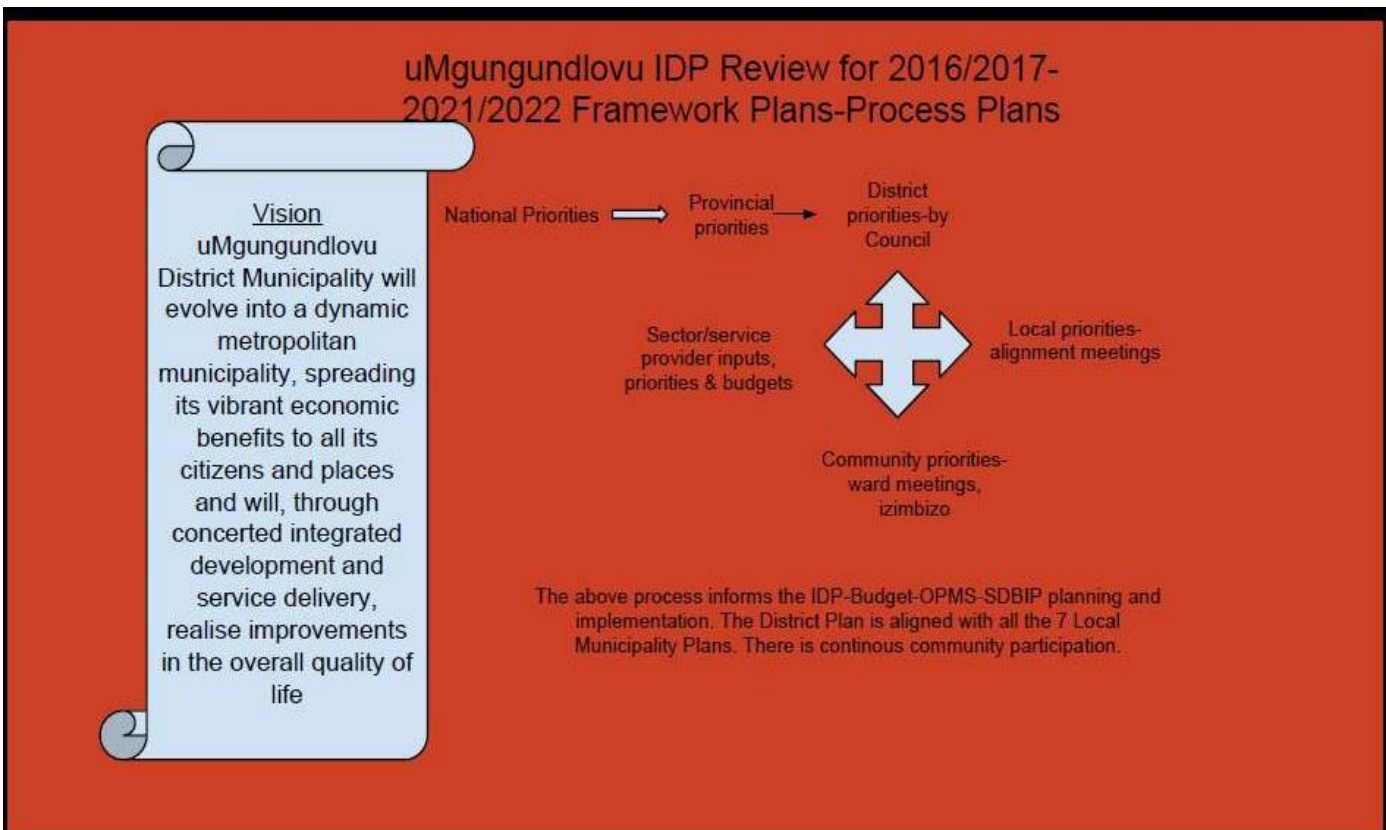 uMgungundlovu IDP Review for 2016/2017-
2021/2022 Framework Plans-Process Plans
Vision
uMgungundlovu
District Municipality will
evolve into a dynamic
metropolitan
municipality, spreading
its vibrant economic
benefits to all its
citizens and places
and will, through
concerted integrated
development and
service delivery,
realise improvements
in the overall quality of
life
National Priorities
Provincial
priorities
District
priorities-by
Council
Sector/service
provider inputs,
priorities & budgets
Local priorities-
alignment meetings
Community priorities-
ward meetings,
izimbizo
The above process informs the IDP-Budget-OPMS-SDBIP planning and
implementation. The District Plan is aligned with all the 7 Local
Municipality Plans. There is continous community participation.